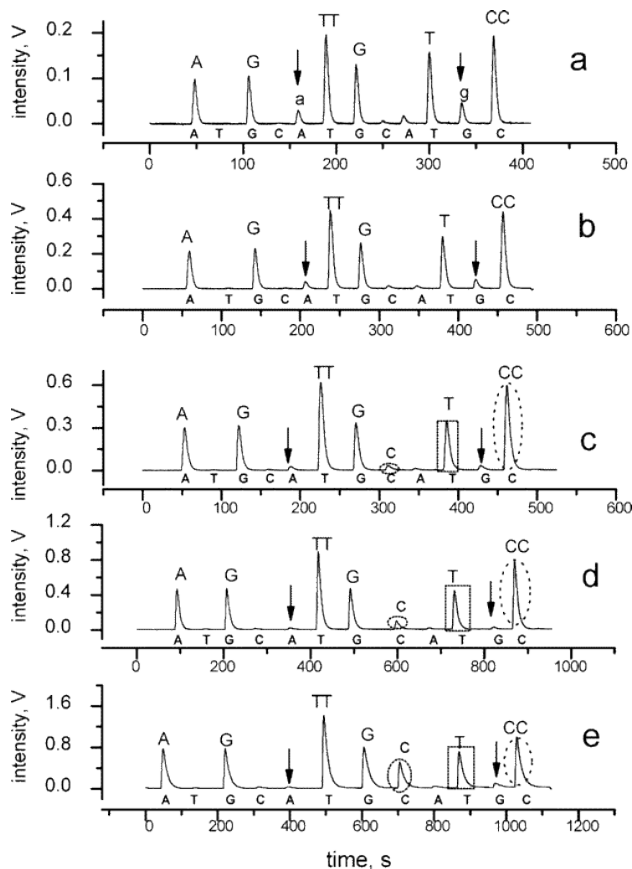 intensity, V
0.2
0.1
0.0
A G a TT G T g CC
a
A T G C A T G C A T G C
0 100 200 300 400 500
intensity, V
0.6
0.4
0.2
0.0
A G TT G T CC
b
A T G C A T G C A T G C
0 100 200 300 400 500 600
intensity, V
0.6
0.3
0.0
A G TT G C T CC
c
A T G C A T G C A T G C
0 100 200 300 400 500 600
intensity, V
1.2
0.8
0.4
0.0
A G TT G C T CC
d
A T G C A T G C A T G C
0 200 400 600 800 1000
intensity, V
1.6
0.8
0.0
A G TT G C T CC
e
A T G C A T G C A T G C
0 200 400 600 800 1000 1200
time, s